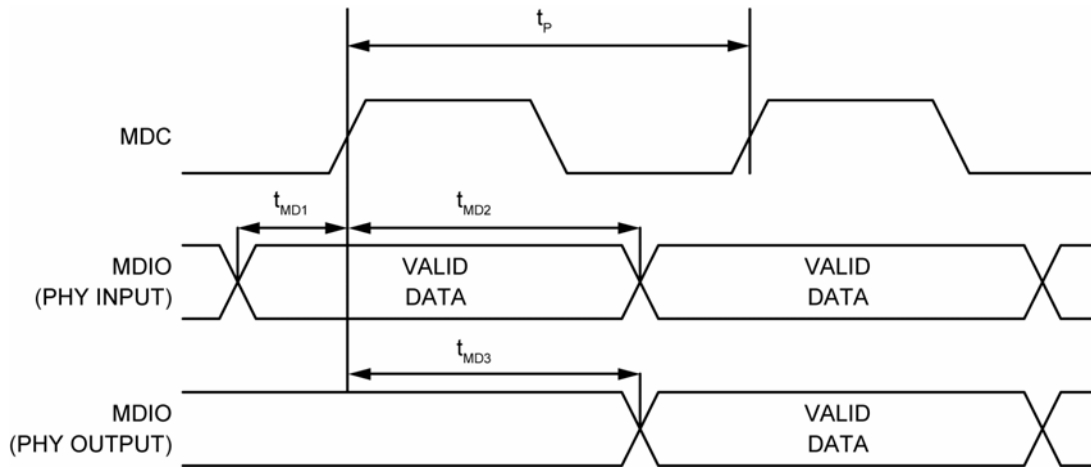 tP
MDC
tMD1
tMD2
MDIO
(PHY INPUT)
VALID
DATA
VALID
DATA
tMD3
MDIO
(PHY OUTPUT)
VALID
DATA